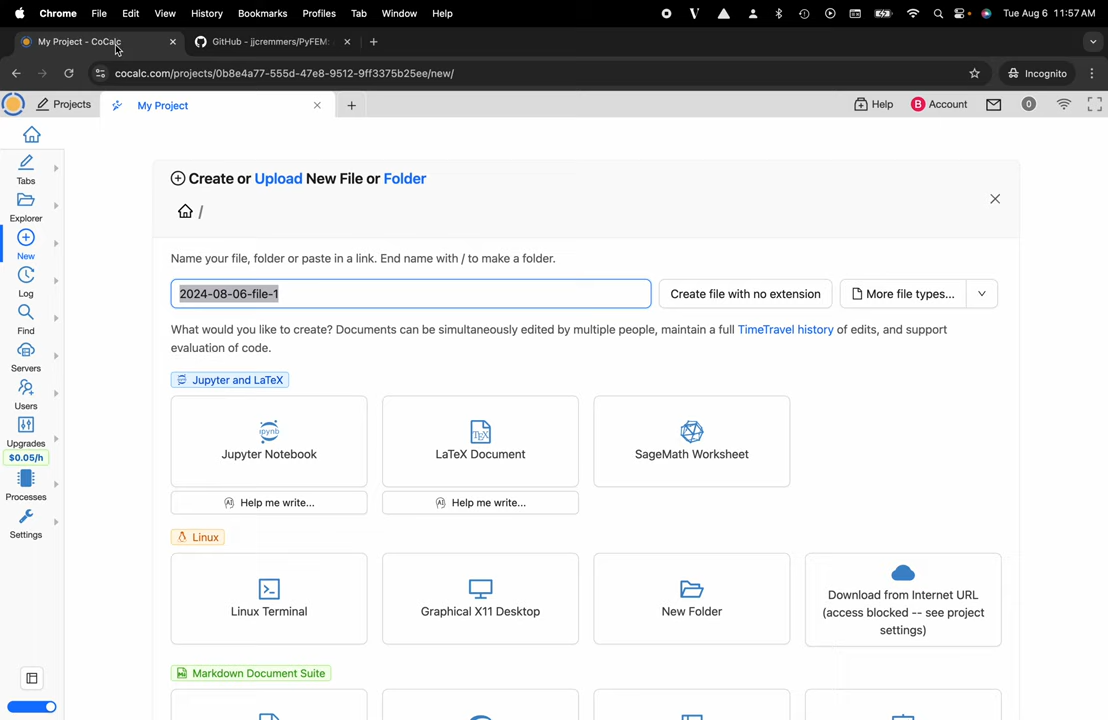 Chrome File Edit View History Bookmarks Profiles Tab Window Help Tue Aug 6 11:57 AM
My Project - CoCalc GitHub - jjcremmers/PyFEM:
cocalc.com/projects/0b8e4a77-555d-47e8-9512-9ff3375b25ee/new/ Incognito
Projects My Project Help B Account 0
Create or Upload New File or Folder
/
Name your file, folder or paste in a link. End name with / to make a folder.
2024-08-06-file-1 Create file with no extension More file types...
What would you like to create? Documents can be simultaneously edited by multiple people, maintain a full TimeTravel history of edits, and support
evaluation of code.
Tabs
Explorer
New
Log
Find
Servers
Users
Upgrades
$0.05/h
Processes
Settings
Jupyter and LaTeX
ipynb
Jupyter Notebook
TEX
LaTeX Document
SageMath Worksheet
AI Help me write...
AI Help me write...
Linux
Linux Terminal
Graphical X11 Desktop
New Folder
Download from Internet URL
(access blocked -- see project
settings)
Markdown Document Suite